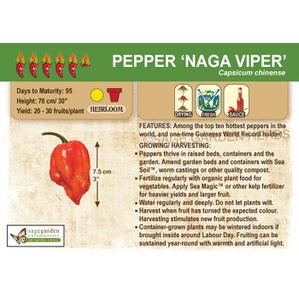 PEPPER ‘NAGA VIPER’
Capsicum chinense
Days to Maturity: 95
Height: 76 cm/ 30"
Yield: 20 - 30 fruits/plant
HEIRLOOM
DRYING
FRESH
SAUCE
7.5 cm
3"
FEATURES: Among the top ten hottest peppers in the
world, and one-time Guinness World Record holder!
GROWING/ HARVESTING:
• Peppers thrive in raised beds, containers and the
garden. Amend garden beds and containers with Sea
Soil™, worm castings or other quality compost.
• Fertilize regularly with organic plant food for
vegetables. Apply Sea Magic™ or other kelp fertilizer
for heavier yields and larger fruit.
• Water regularly and deeply. Do not let plants wilt.
• Harvest when fruit has turned the expected colour.
Harvesting stimulates new fruit production.
• Container-grown plants may be wintered indoors if
brought inside around Labour Day. Fruiting can be
sustained year-round with warmth and artificial light.
sagegarden